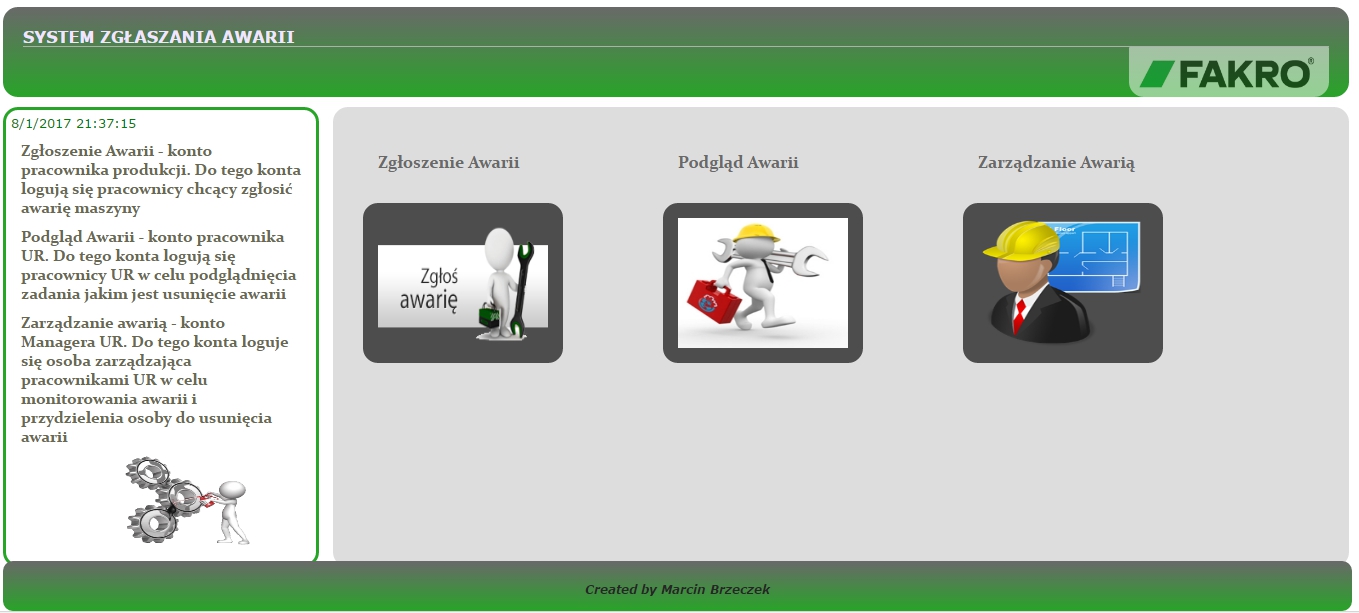 SYSTEM ZGŁASZANIA AWARII
FAKRO®
8/1/2017 21:37:15
Zgłoszenie Awarii - konto
pracownika produkcji. Do tego konta
logują się pracownicy chcący zgłosić
awarię maszyny
Podgląd Awarii - konto pracownika
UR. Do tego konta logują się
pracownicy UR w celu podglądnięcia
zadania jakim jest usunięcie awarii
Zarządzanie awarią - konto
Managera UR. Do tego konta loguje
się osoba zarządzająca
pracownikami UR w celu
monitorowania awarii i
przydzielenia osoby do usunięcia
awarii
Zgłoszenie Awarii
Zgłoś
awarię
Podgląd Awarii
Zarządzanie Awarią
Floor
Created by Marcin Brzeczek